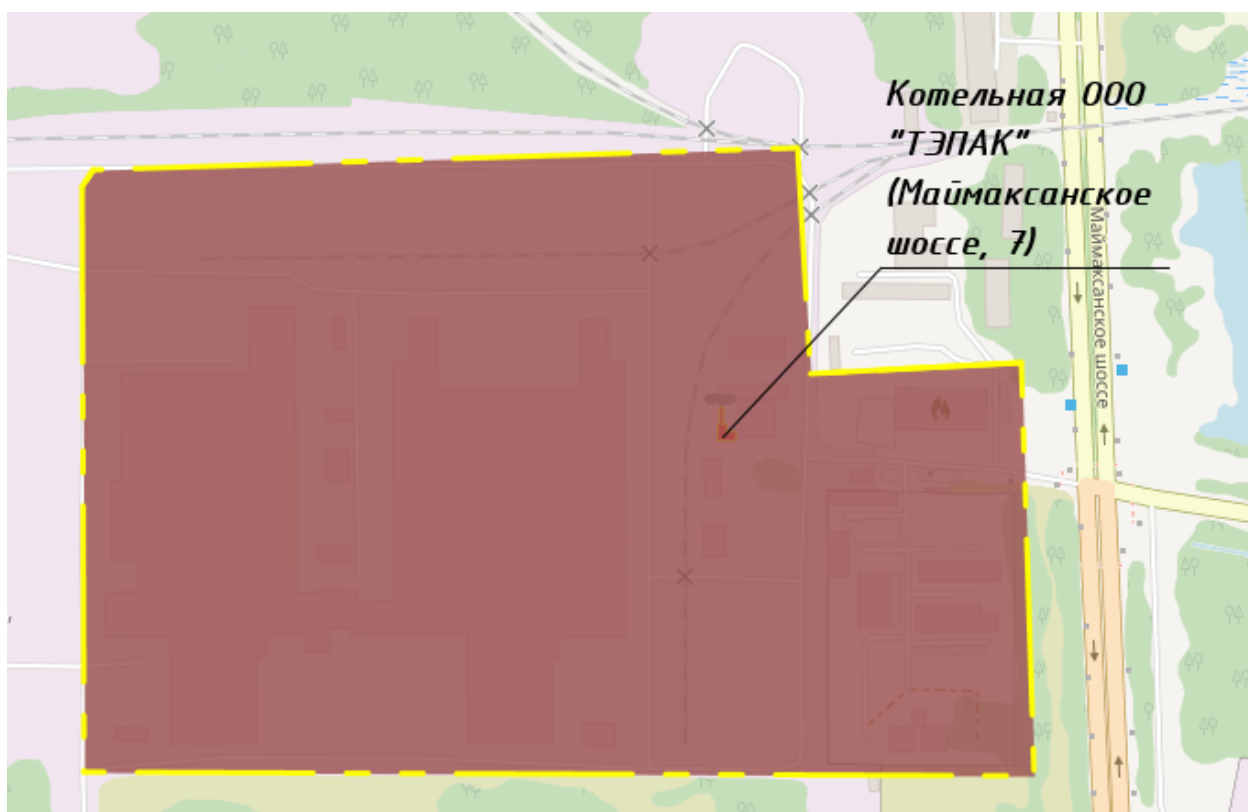 Котельная ООО
"ТЭПАК"
(Маймаксанское
шоссе, 7)
Маймаксанское шоссе